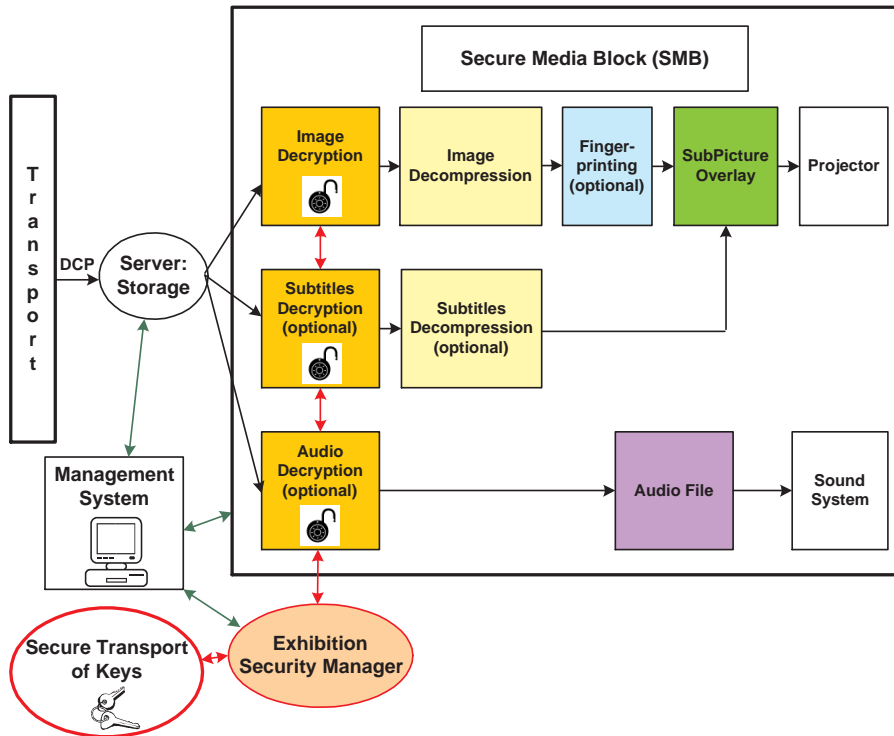 Secure Media Block (SMB)
T
r
a
n
s
p
o
r
t
DCP
Server:
Storage
Image
Decryption
Image
Decompression
Finger-
printing
(optional)
SubPicture
Overlay
Projector
Subtitles
Decryption
(optional)
Subtitles
Decompression
(optional)
Audio
Decryption
(optional)
Audio File
Sound
System
Management
System
Secure Transport
of Keys
Exhibition
Security Manager